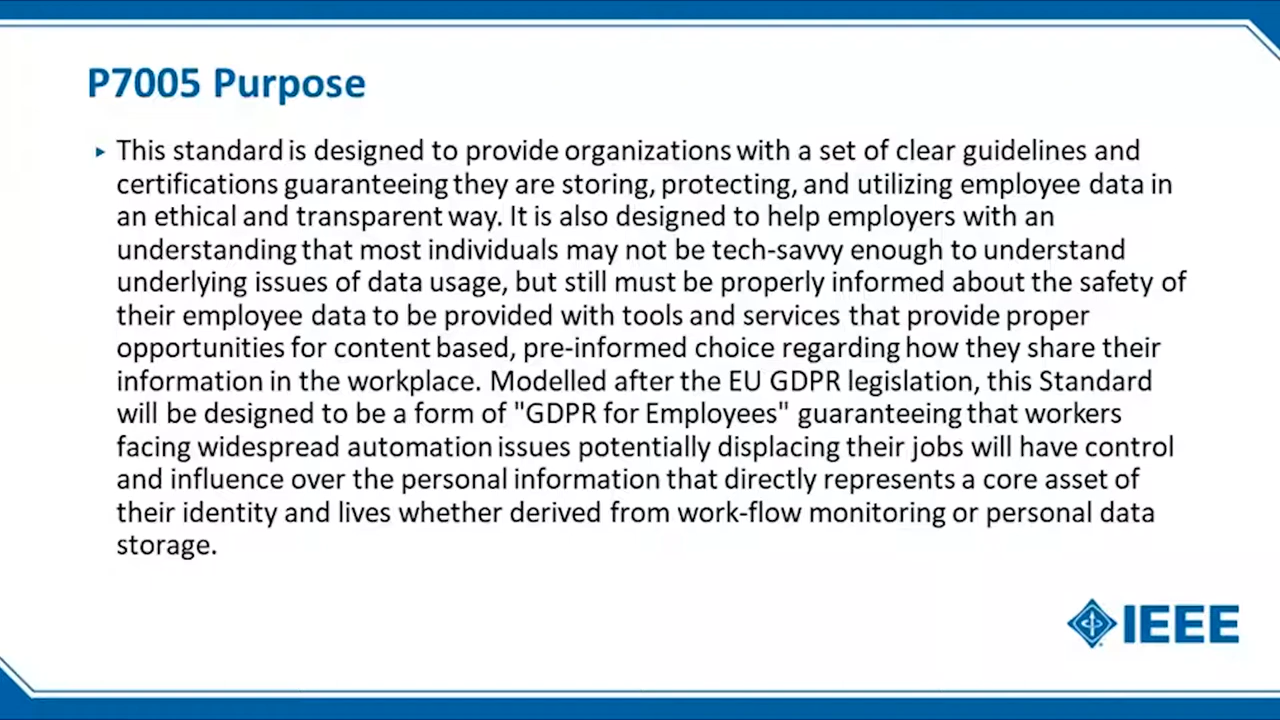 P7005 Purpose
This standard is designed to provide organizations with a set of clear guidelines and
certifications guaranteeing they are storing, protecting, and utilizing employee data in
an ethical and transparent way. It is also designed to help employers with an
understanding that most individuals may not be tech-savvy enough to understand
underlying issues of data usage, but still must be properly informed about the safety of
their employee data to be provided with tools and services that provide proper
opportunities for content based, pre-informed choice regarding how they share their
information in the workplace. Modelled after the EU GDPR legislation, this Standard
will be designed to be a form of "GDPR for Employees" guaranteeing that workers
facing widespread automation issues potentially displacing their jobs will have control
and influence over the personal information that directly represents a core asset of
their identity and lives whether derived from work-flow monitoring or personal data
storage.
IEEE